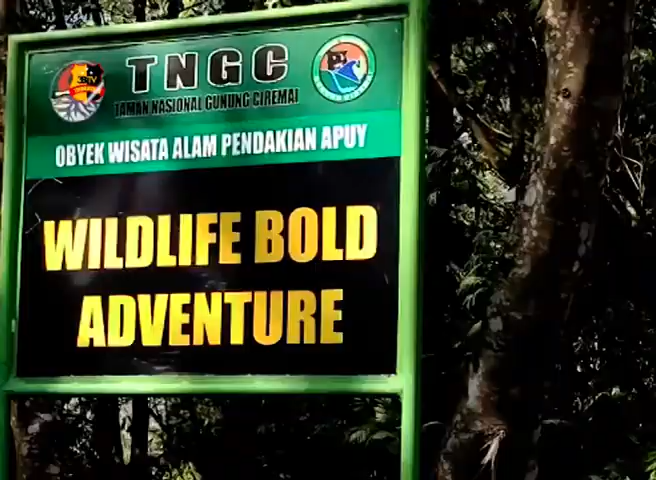 TNGC
TAMAN NASIONAL GUNUNG CIREMAI
OBYEK WISATA ALAM PENDAKIAN APUY
WILDLIFE BOLD
ADVENTURE